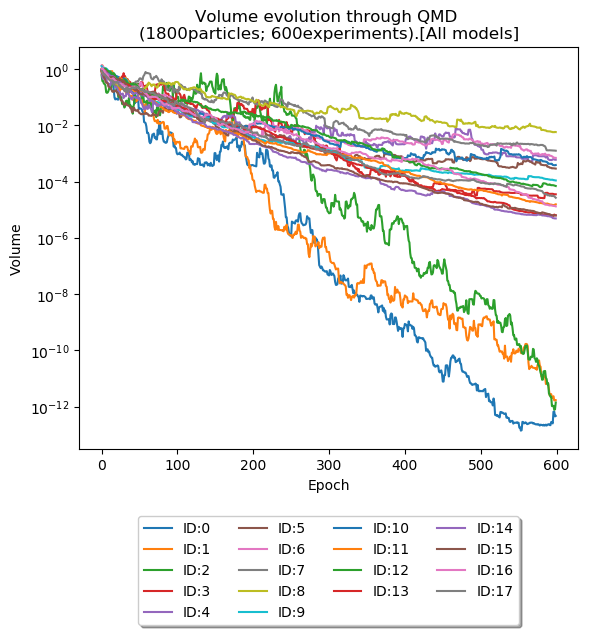 Volume evolution through QMD
(1800particles; 600experiments).[All models]
Volume
10^0
10^-2
10^-4
10^-6
10^-8
10^-10
10^-12
0 100 200 300 400 500 600
Epoch
ID:0 ID:5 ID:10 ID:14
ID:1 ID:6 ID:11 ID:15
ID:2 ID:7 ID:12 ID:16
ID:3 ID:8 ID:13 ID:17
ID:4 ID:9